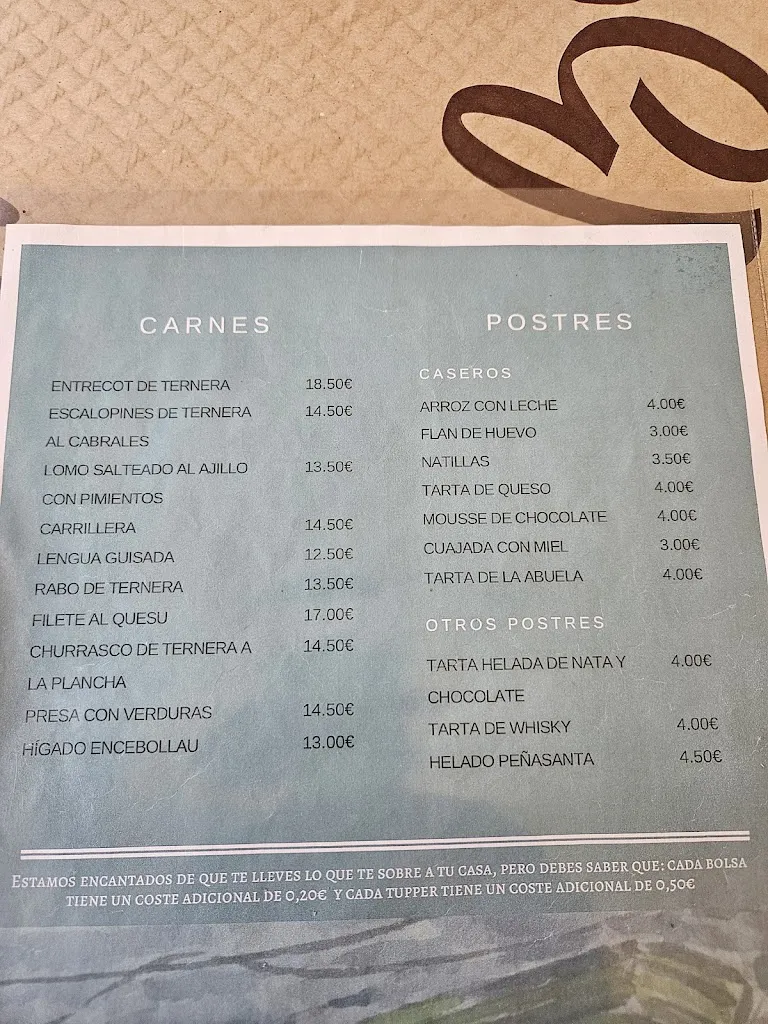 CARNES
ENTRECOT DE TERNERA 18.50€
ESCALOPINES DE TERNERA 14.50€
AL CABRALES
LOMO SALTEADO AL AJILLO 13.50€
CON PIMIENTOS
CARRILLERA 14.50€
LENGUA GUISADA 12.50€
RABO DE TERNERA 13.50€
FILETE AL QUESU 17.00€
CHURRASCO DE TERNERA A 14.50€
LA PLANCHA
PRESA CON VERDURAS 14.50€
HÍGADO ENCEBOLLAU 13.00€
POSTRES
CASEROS
ARROZ CON LECHE 4.00€
FLAN DE HUEVO 3.00€
NATILLAS 3.50€
TARTA DE QUESO 4.00€
MOUSSE DE CHOCOLATE 4.00€
CUAJADA CON MIEL 3.00€
TARTA DE LA ABUELA 4.00€
OTROS POSTRES
TARTA HELADA DE NATA Y 4.00€
CHOCOLATE
TARTA DE WHISKY 4.00€
HELADO PEÑASANTA 4.50€
ESTAMOS ENCANTADOS DE QUE TE LLEVES LO QUE TE SOBRE A TU CASA, PERO DEBES SABER QUE: CADA BOLSA
TIENE UN COSTE ADICIONAL DE 0,20€ Y CADA TUPPER TIENE UN COSTE ADICIONAL DE 0,50€